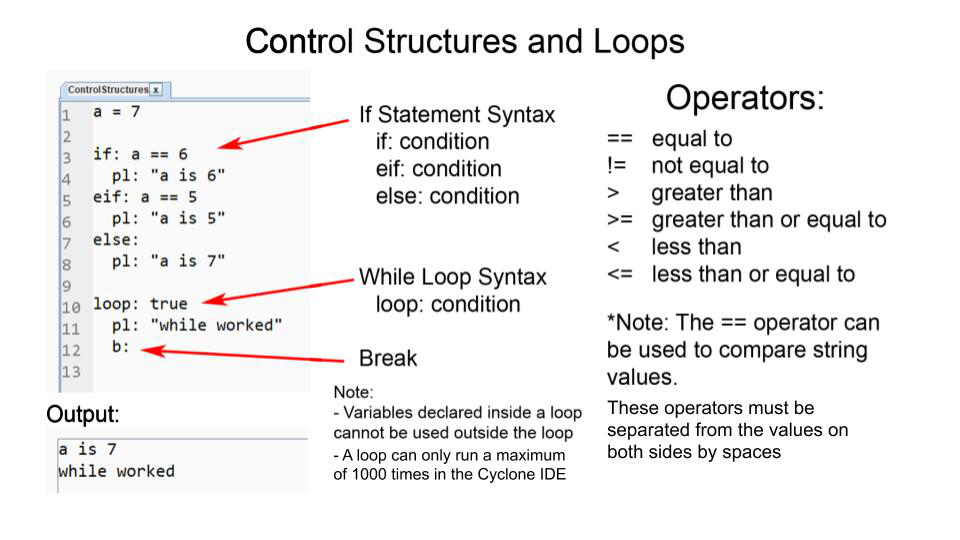 Control Structures and Loops
ControlStructures x
1 a = 7
2
3 if: a == 6
4   pl: "a is 6"
5 eif: a == 5
6   pl: "a is 5"
7 else:
8   pl: "a is 7"
9
10 loop: true
11   pl: "while worked"
12   b:
13
Output:
a is 7
while worked
If Statement Syntax
if: condition
eif: condition
else: condition
While Loop Syntax
loop: condition
Break
Note:
- Variables declared inside a loop
cannot be used outside the loop
- A loop can only run a maximum
of 1000 times in the Cyclone IDE
Operators:
== equal to
!= not equal to
> greater than
>= greater than or equal to
< less than
<= less than or equal to
*Note: The == operator can
be used to compare string
values.
These operators must be
separated from the values on
both sides by spaces